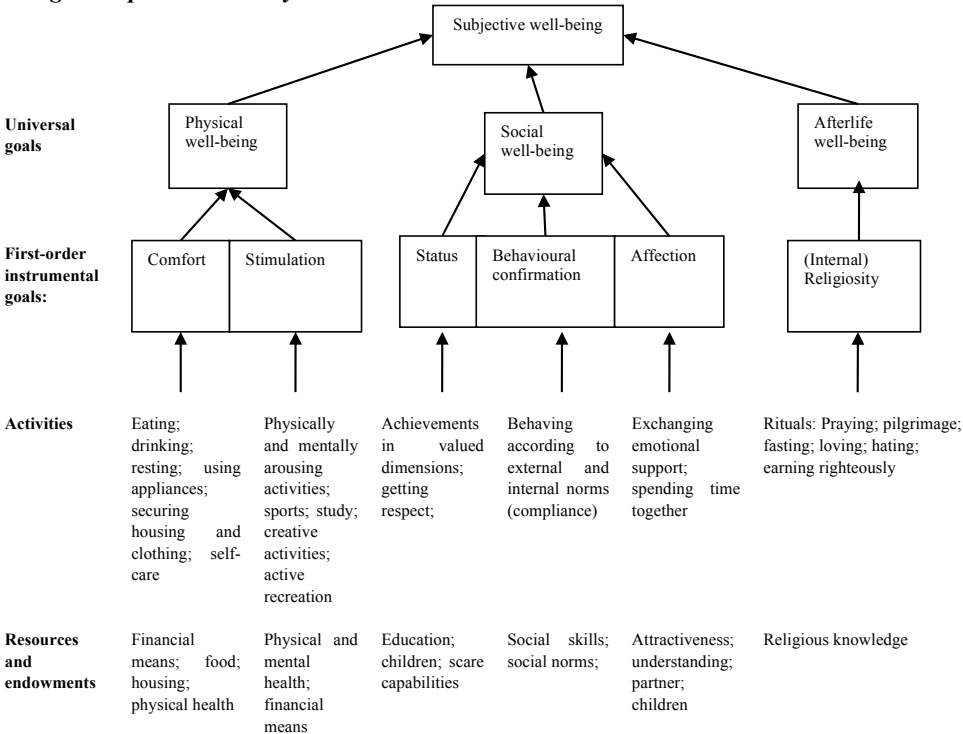 Subjective well-being
Universal
goals
Physical
well-being
Social
well-being
Afterlife
well-being
First-order
instrumental
goals:
Comfort
Stimulation
Status
Behavioural
confirmation
Affection
(Internal)
Religiosity
Activities
Eating;
drinking;
resting; using
appliances;
securing
housing and
clothing; self-
care
Physically
and mentally
arousing
activities;
sports; study;
creative
activities;
active
recreation
Achievements
in valued
dimensions;
getting
respect;
Behaving
according to
external and
internal norms
(compliance)
Exchanging
emotional
support;
spending time
together
Rituals: Praying; pilgrimage;
fasting; loving; hating;
earning righteously
Resources
and
endowments
Financial
means; food;
housing;
physical health
Physical and
mental
health;
financial
means
Education;
children; scare
capabilities
Social skills;
social norms;
Attractiveness;
understanding;
partner;
children
Religious knowledge